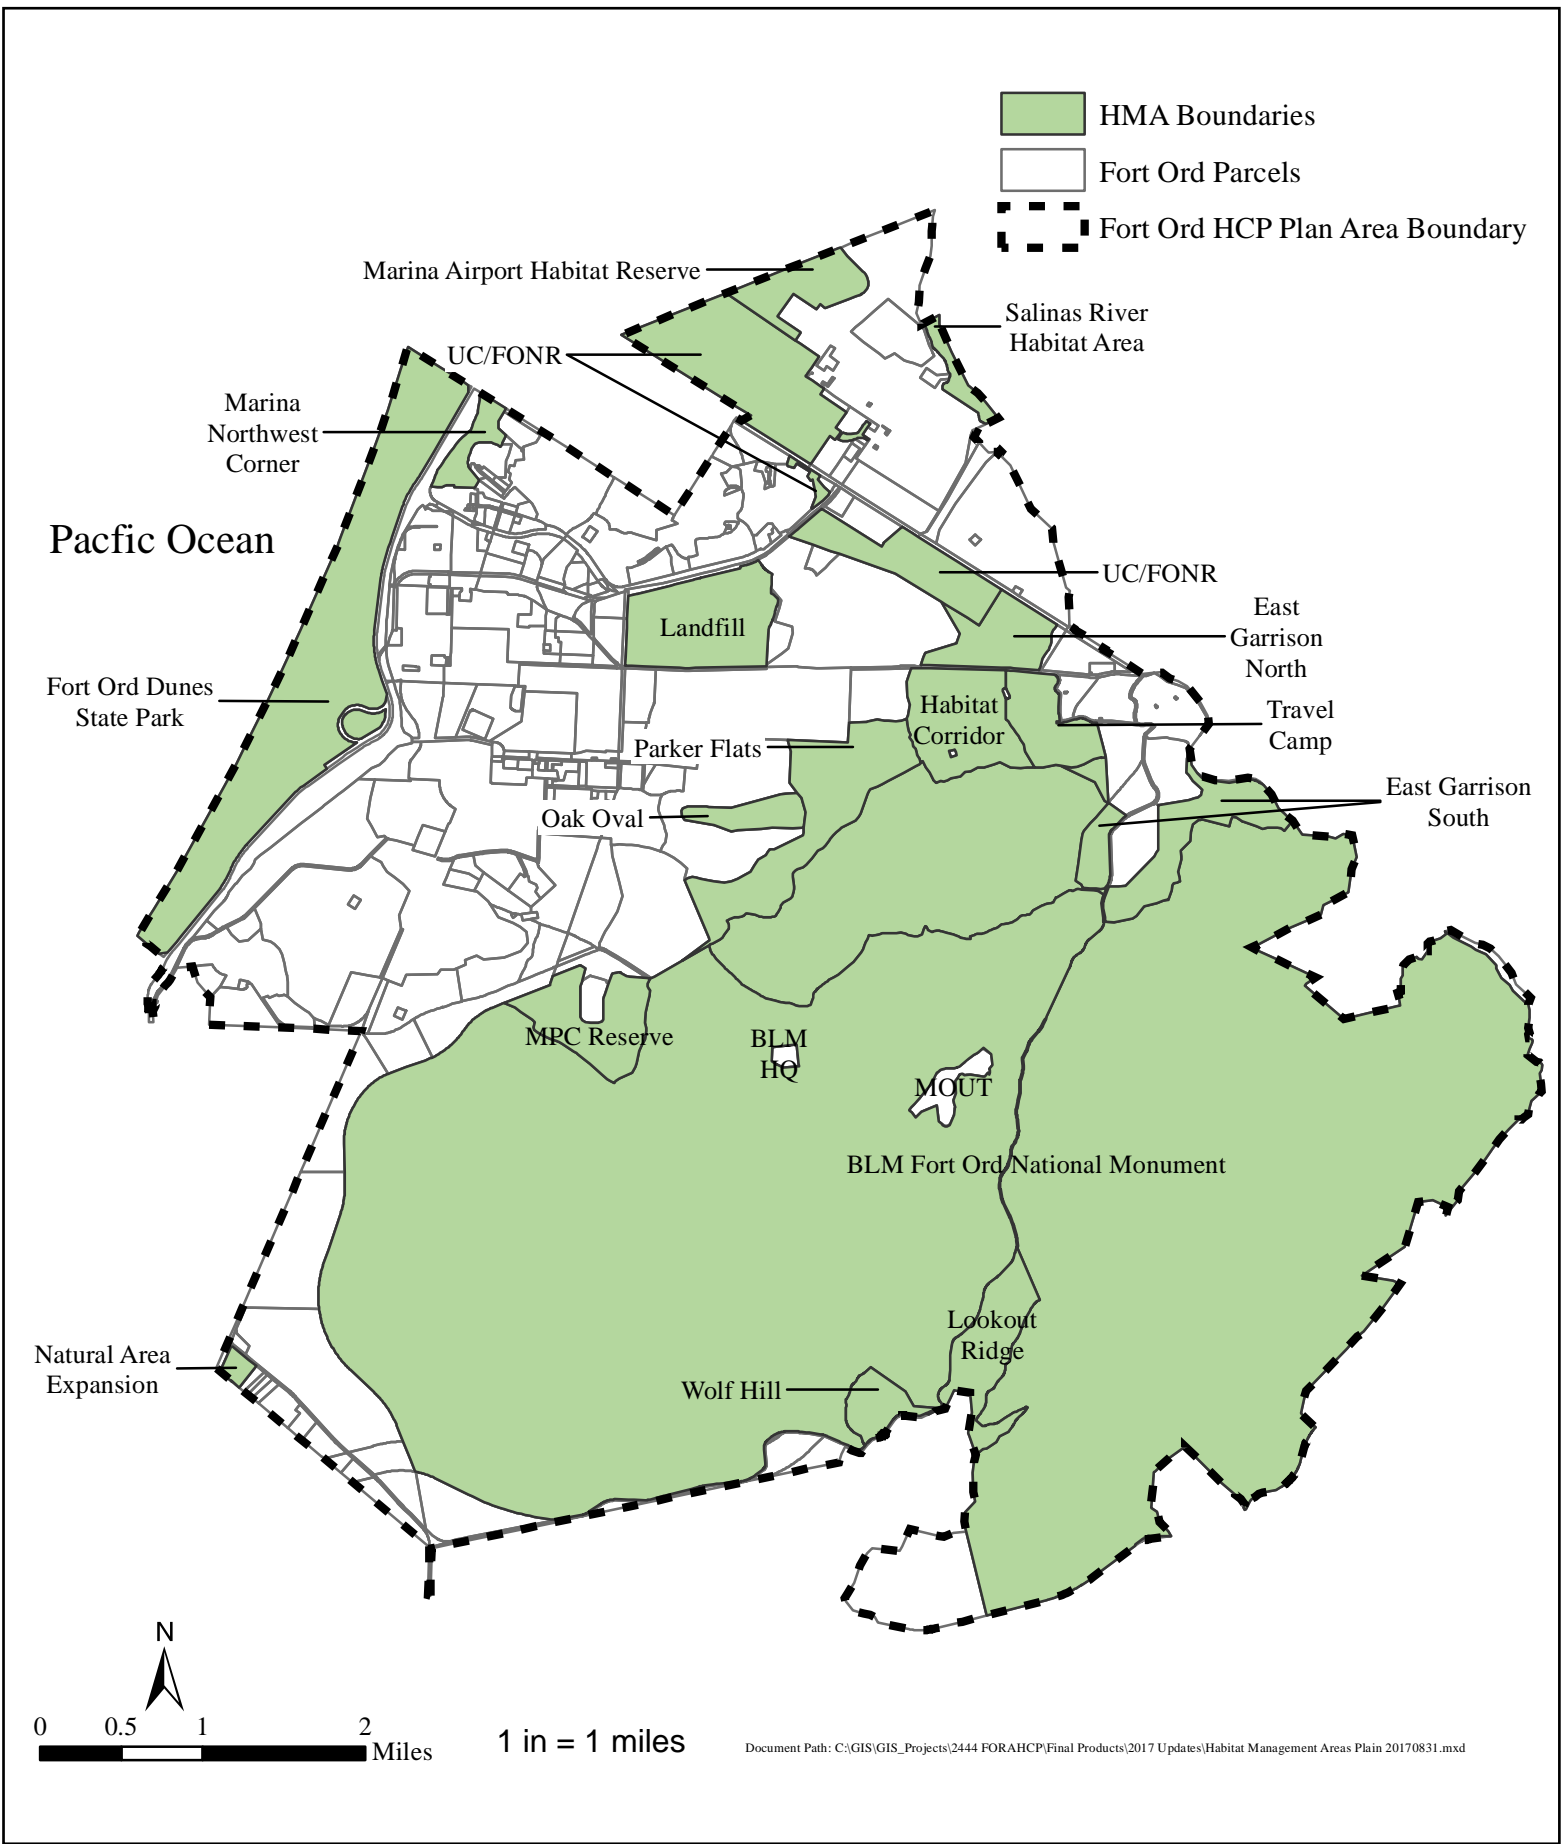 HMA Boundaries
Fort Ord Parcels
Fort Ord HCP Plan Area Boundary
Marina Airport Habitat Reserve
Salinas River
Habitat Area
UC/FONR
Marina
Northwest
Corner
Pacfic Ocean
UC/FONR
East
Garrison
North
Landfill
Fort Ord Dunes
State Park
Habitat
Corridor
Travel
Camp
Parker Flats
East Garrison
South
Oak Oval
MPC Reserve
BLM
HQ
MOUT
BLM Fort Ord National Monument
Lookout
Ridge
Natural Area
Expansion
Wolf Hill
N
0 0.5 1 2
Miles
1 in = 1 miles
Document Path: C:\GIS\GIS_Projects\2444 FORAHCP\Final Products\2017 Updates\Habitat Management Areas Plain 20170831.mxd